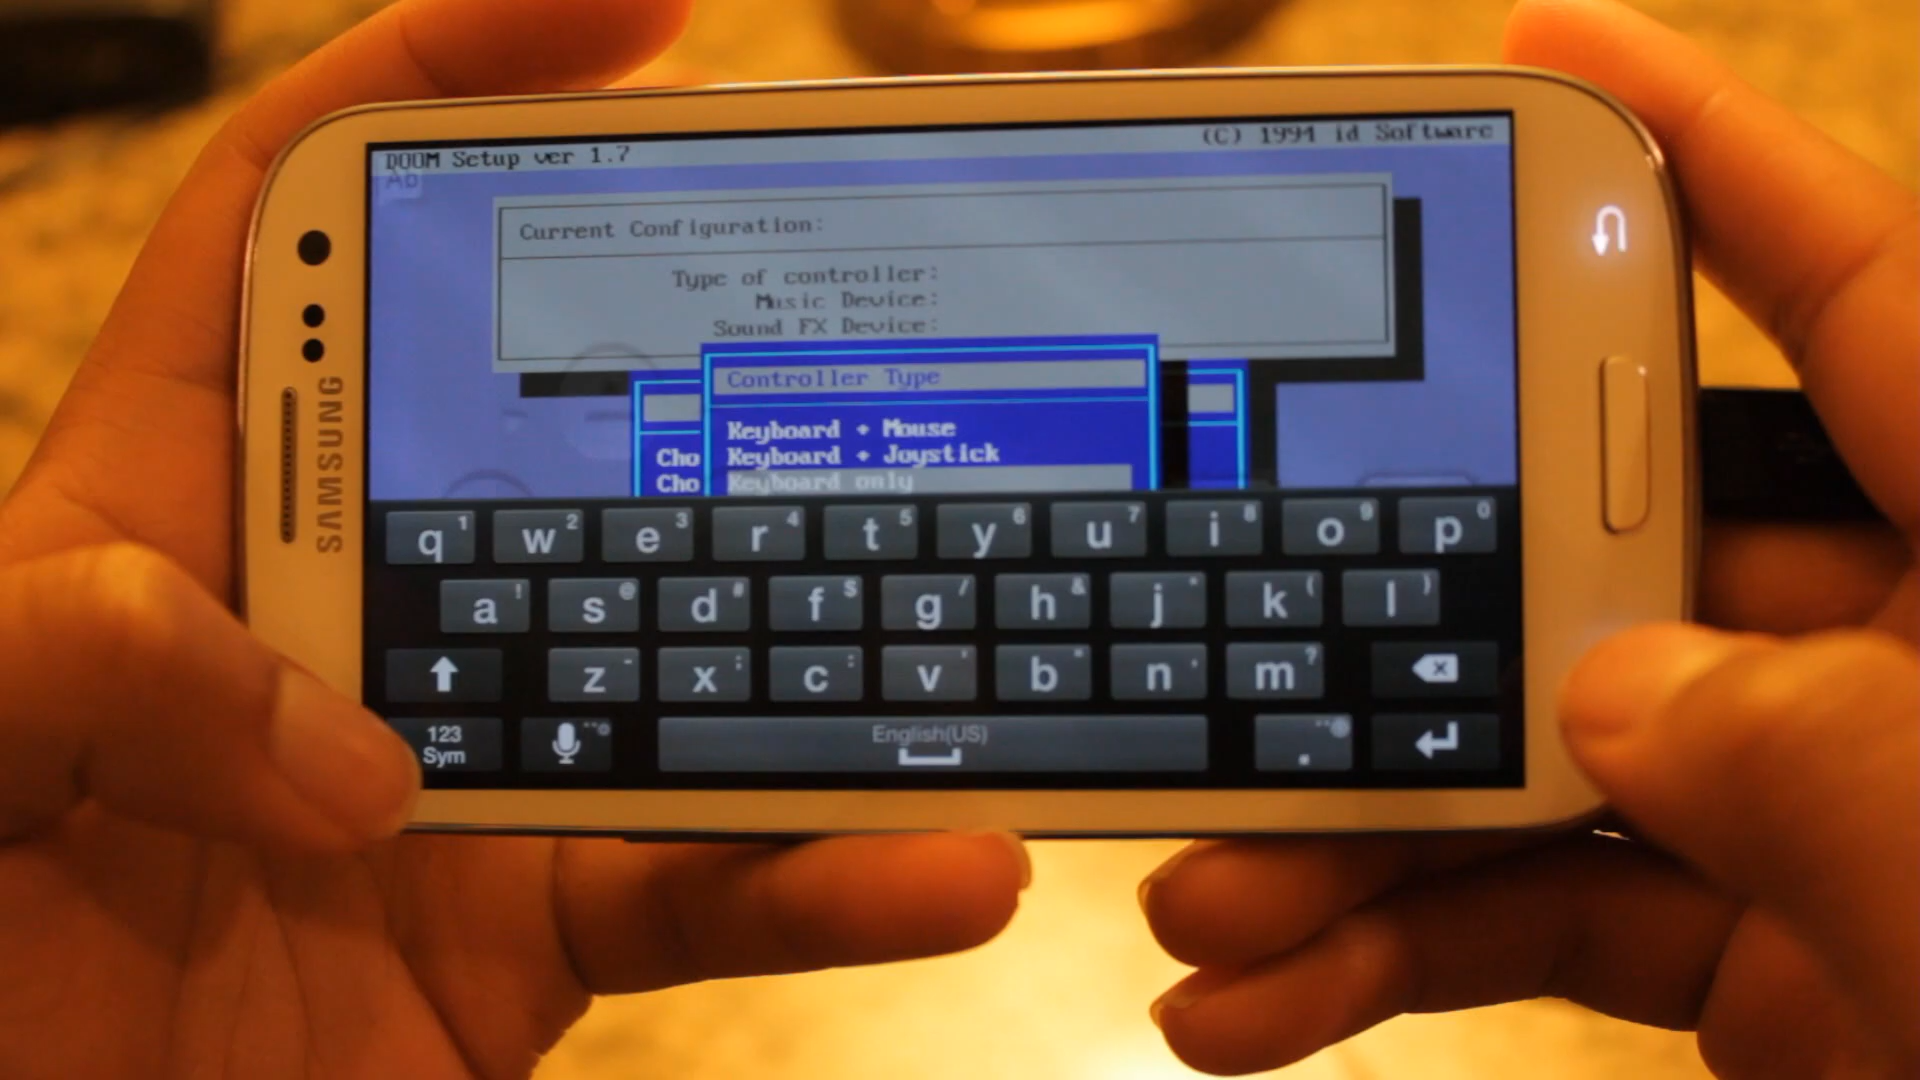 DOOM Setup ver 1.7 (C) 1994 id Software
Ab
Current Configuration:
Type of controller:
Music Device:
Sound FX Device:
Controller Type
Keyboard + Mouse
Cho Keyboard + Joystick
Cho Keyboard only
SAMSUNG
q 1 w 2 e 3 r 4 t 5 y 6 u 7 i 8 o 9 p 0
a ! s @ d # f $ g / h & j * k ( l )
z - x ; c : v ' b " n , m ?
123
Sym
English(US)
.